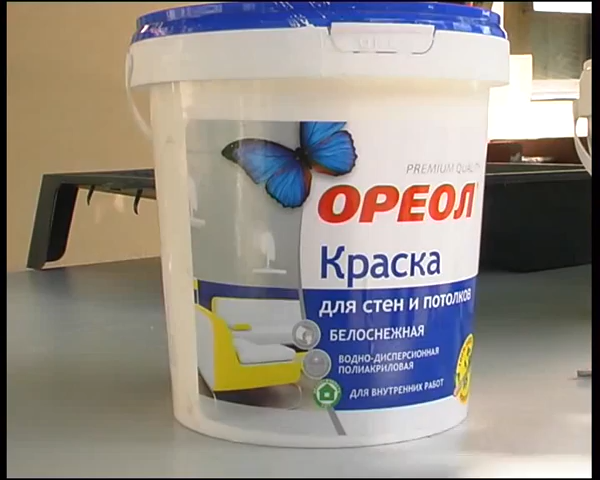 PREMIUM QUALITY
ОРЕОЛ
Краска
для стен и потолков
БЕЛОСНЕЖНАЯ
ВОДНО-ДИСПЕРСИОННАЯ
ПОЛИАКРИЛОВАЯ
ДЛЯ ВНУТРЕННИХ РАБОТ